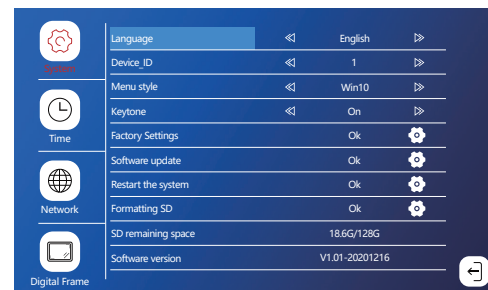 Language English
Device_ID 1
Menu style Win10
Keytone On
Factory Settings Ok
Software update Ok
Restart the system Ok
Formatting SD Ok
SD remaining space 18.6G/128G
Software version V1.01-20201216
Time
Network
Digital Frame